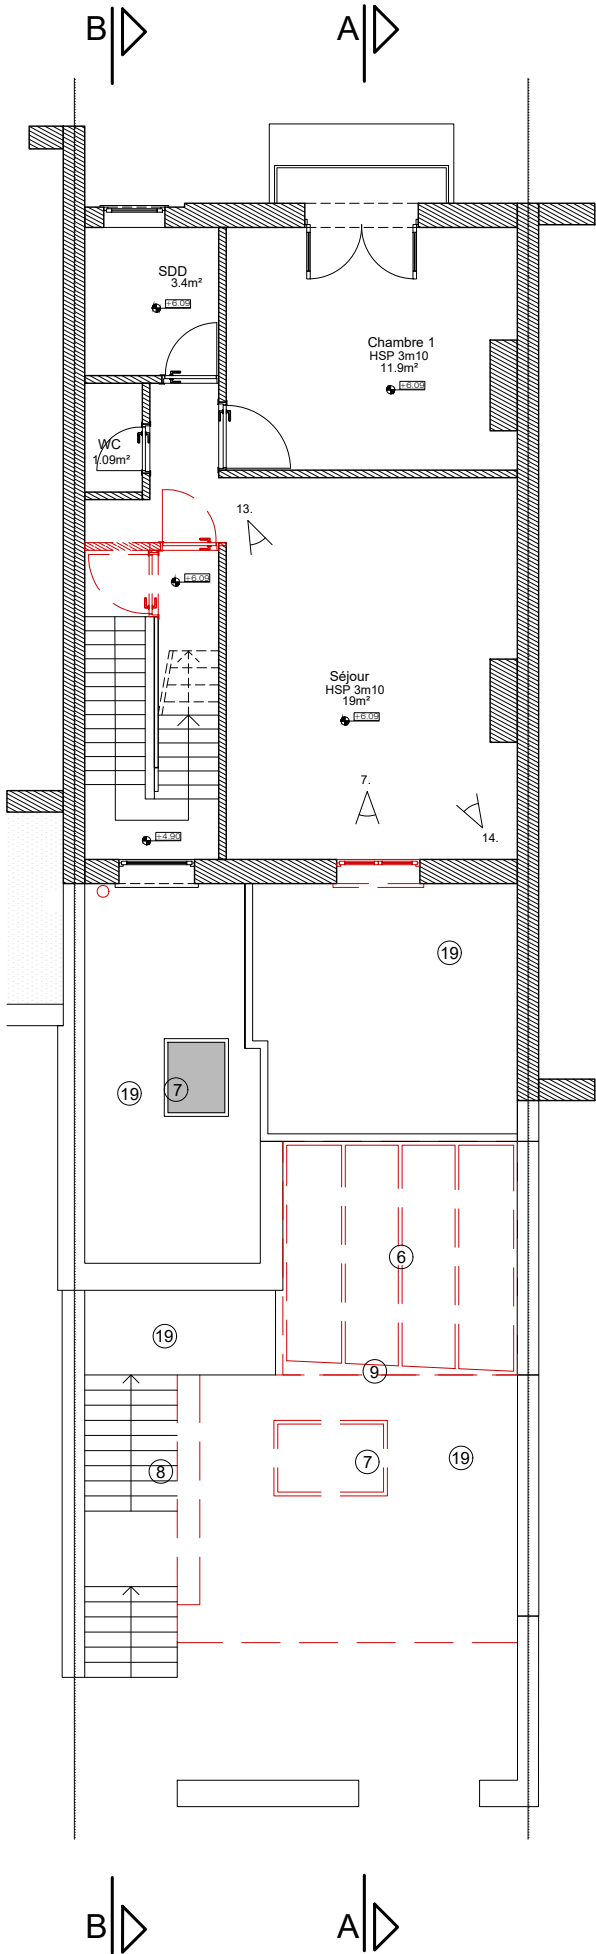 B A
SDD
3.4m²
+6.09
Chambre 1
HSP 3m10
11.9m²
+6.09
WC
1.09m²
13.
+6.09
Séjour
HSP 3m10
19m²
+6.09
7.
14.
+4.90
19
19 7
6
19
9
8 7 19
B A